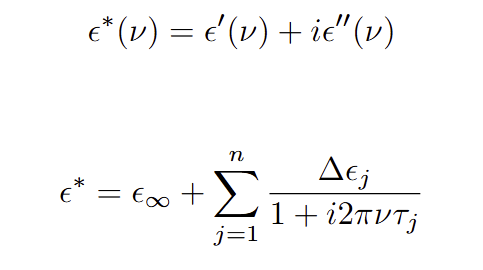 ϵ*(ν) = ϵ′(ν) + iϵ″(ν)
ϵ* = ϵ∞ + ∑_{j=1}^{n} Δϵ_j / (1 + i2πντ_j)